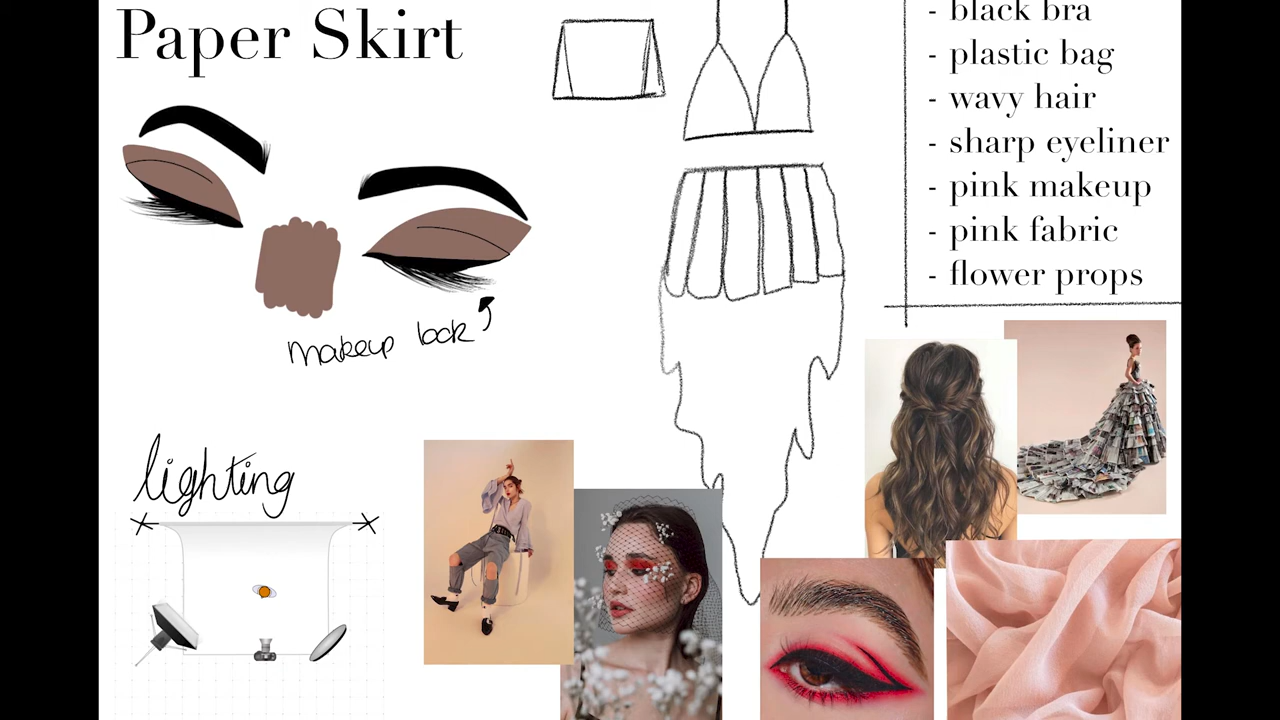 Paper Skirt
- black bra
- plastic bag
- wavy hair
- sharp eyeliner
- pink makeup
- pink fabric
- flower props
makeup look
lighting